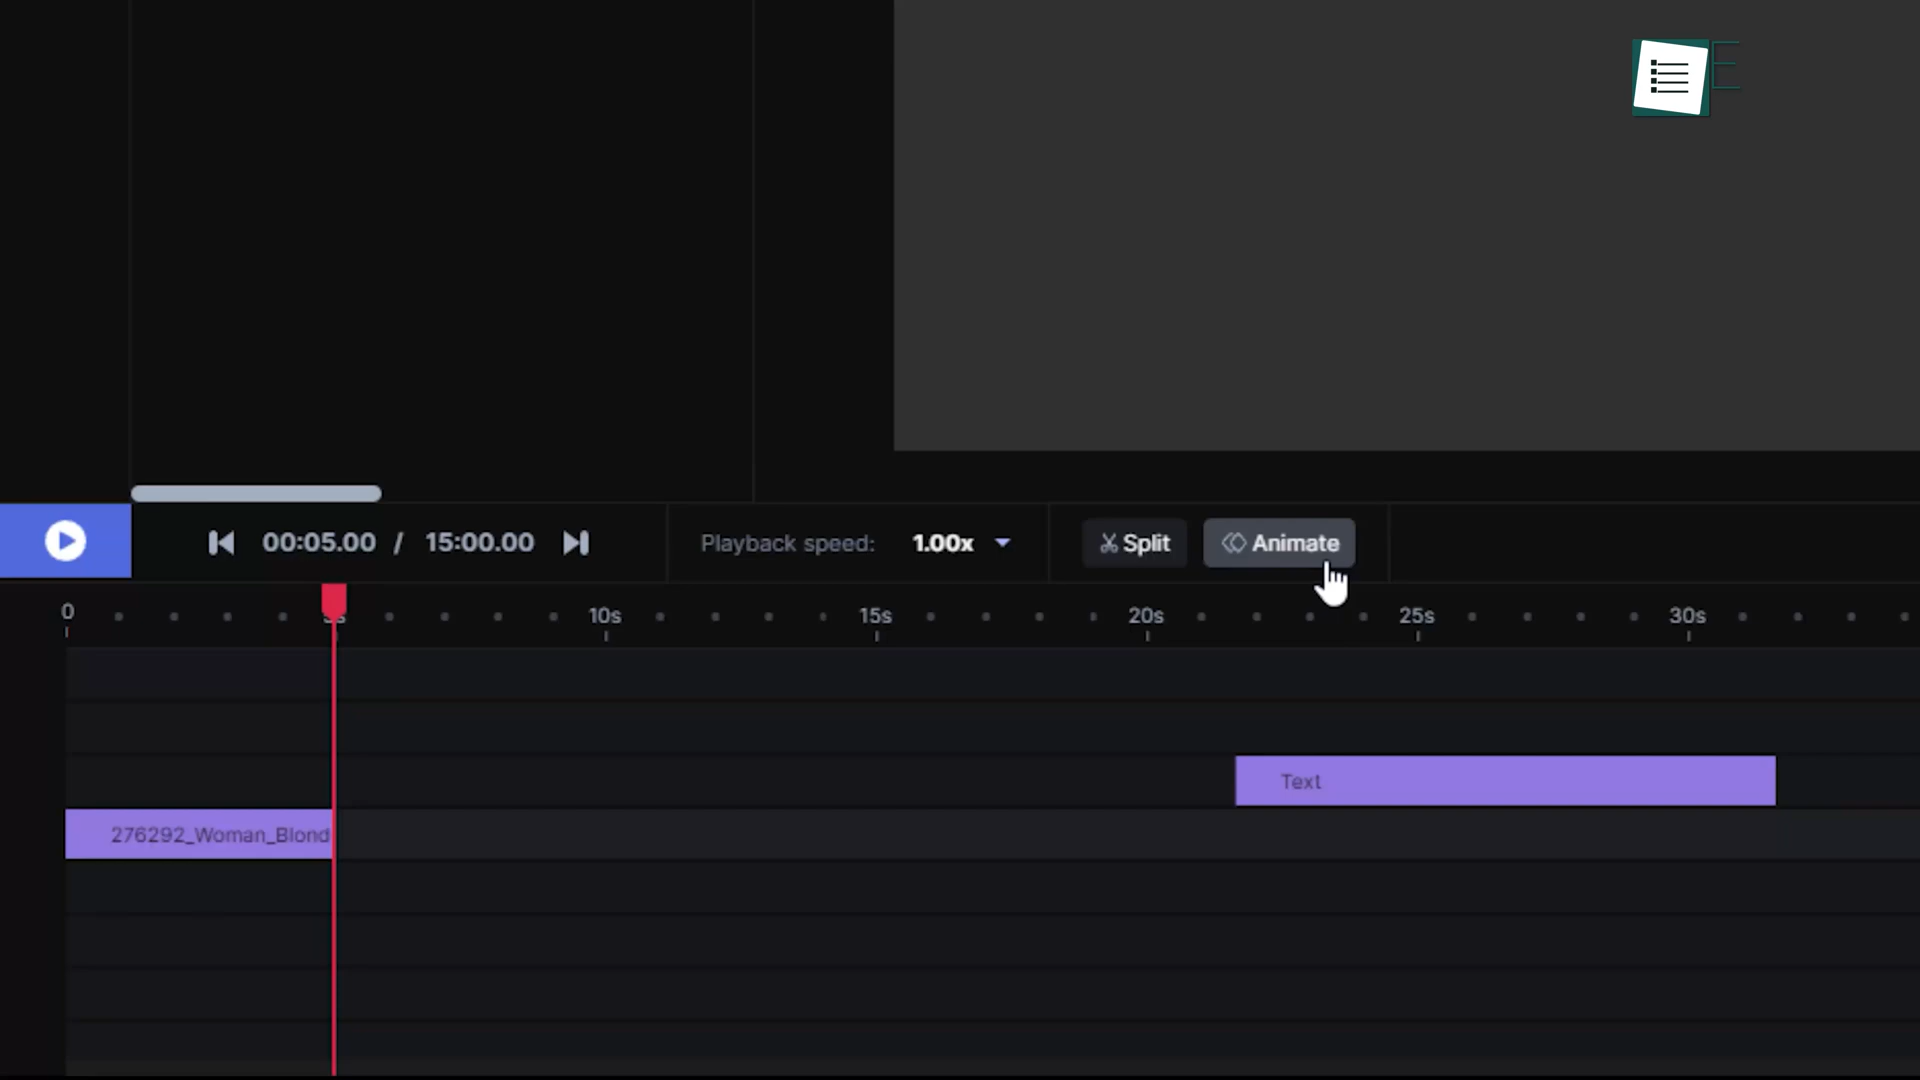 E
00:05.00 / 15:00.00
Playback speed: 1.00x
Split
Animate
0 10s 15s 20s 25s 30s
Text
276292_Woman_Blond